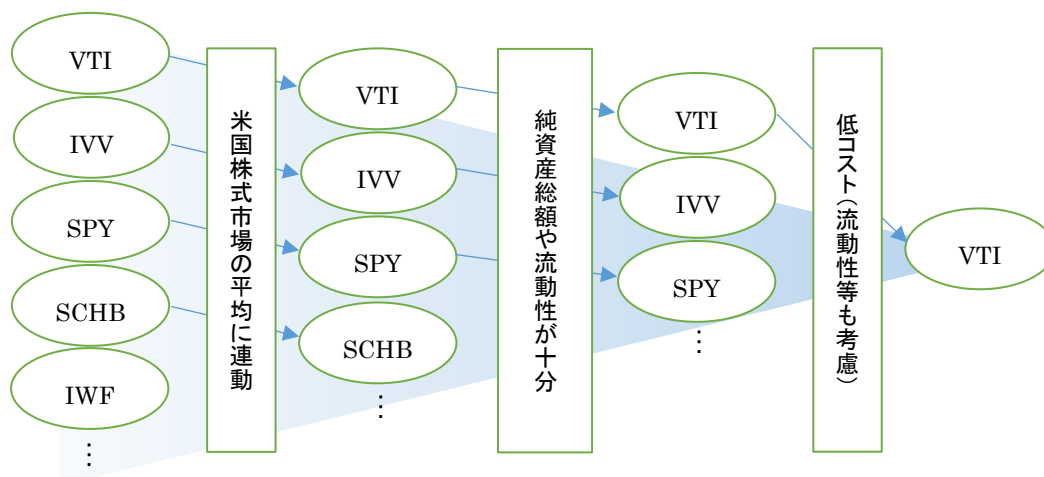 VTI
IVV
SPY
SCHB
IWF
⋮
米国株式市場の平均に連動
VTI
IVV
SPY
SCHB
⋮
純資産総額や流動性が十分
VTI
IVV
SPY
⋮
低コスト（流動性等も考慮）
VTI